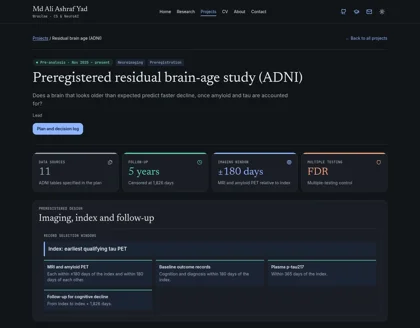 Md Ali Ashraf Yad
Home Research Projects CV About Contact
Projects / Residual brain-age (ADNI)
Back to all projects
Neuroimaging Preregistration
Preregistered residual brain-age study (ADNI)
Does a brain that looks older than expected predict faster decline, once amyloid and tau are accounted
for?
Lead
Plan and decision log
DATA SOURCES
11
ADNI tables specified in the plan
FOLLOW-UP
5 years
Censored at 1,826 days
IMAGING WINDOW
±180 days
MRI and amyloid PET relative to index
MULTIPLE TESTING
FDR
Multiple testing control
PREREGISTERED DESIGN
Imaging, index and follow-up
RECORD SELECTION WINDOWS
Index: earliest qualifying tau PET
MRI and amyloid PET
Each within ±180 days of the index and within 180
days of each other.
Baseline outcome records
Cognition and diagnosis within 180 days of the
index.
Plasma p-tau217
Within 365 days of the index.
Follow-up for cognitive decline
From index to index + 1,826 days.